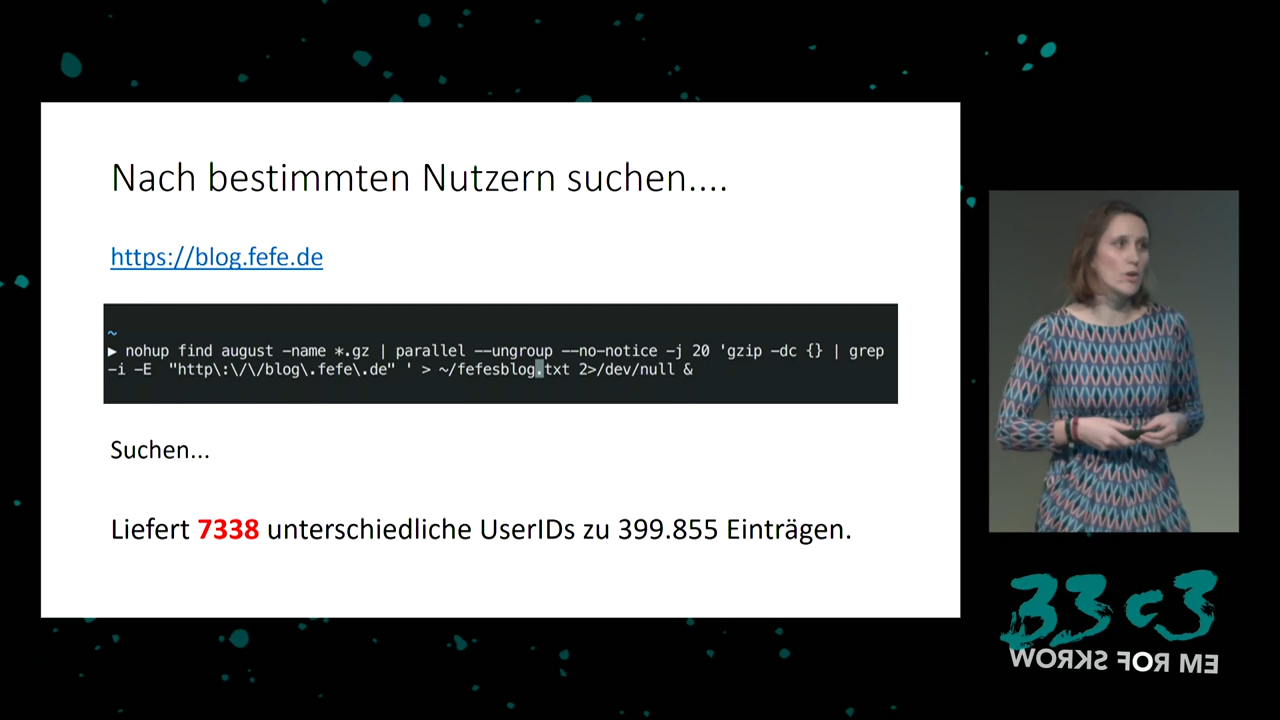 Nach bestimmten Nutzern suchen....
https://blog.fefe.de
~
▶ nohup find august -name *.gz | parallel --ungroup --no-notice -j 20 'gzip -dc {} | grep
-i -E  "http\:\/\/blog\.fefe\.de" ' > ~/fefesblog.txt 2>/dev/null &
Suchen...
Liefert 7338 unterschiedliche UserIDs zu 399.855 Einträgen.
33c3
WORKS FOR ME